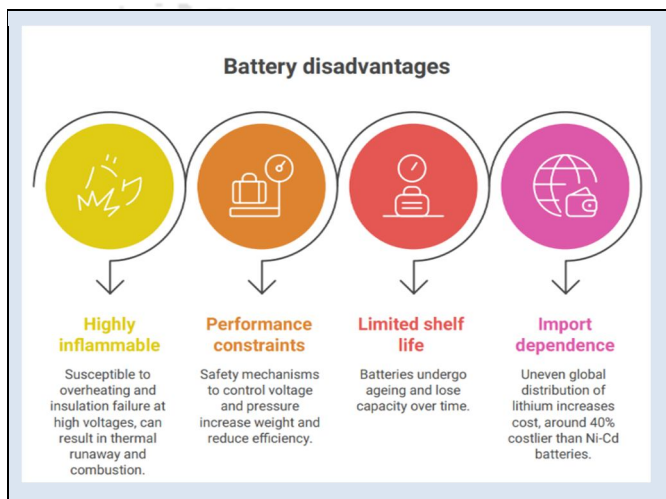 Battery disadvantages
Highly
inflammable
Susceptible to
overheating and
insulation failure at
high voltages, can
result in thermal
runaway and
combustion.
Performance
constraints
Safety mechanisms
to control voltage
and pressure
increase weight and
reduce efficiency.
Limited shelf
life
Batteries undergo
ageing and lose
capacity over time.
Import
dependence
Uneven global
distribution of
lithium increases
cost, around 40%
costlier than Ni-Cd
batteries.